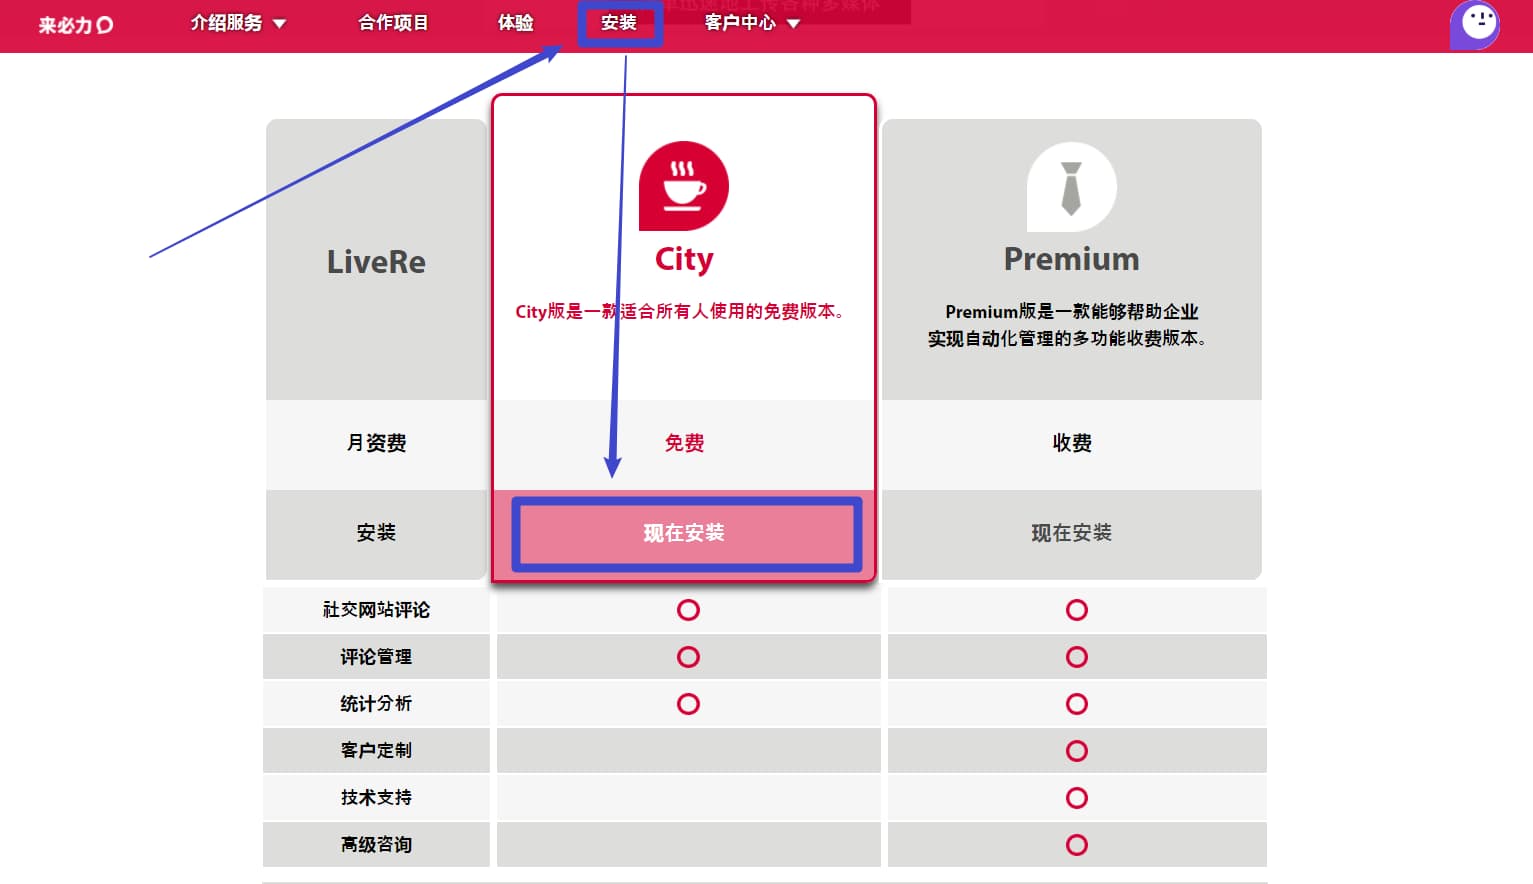 来必力
介绍服务
合作项目
体验
安装
客户中心
LiveRe
City
City版是一款适合所有人使用的免费版本。
Premium
Premium版是一款能够帮助企业
实现自动化管理的多功能收费版本。
月资费
免费
收费
安装
现在安装
现在安装
社交网站评论
评论管理
统计分析
客户定制
技术支持
高级咨询